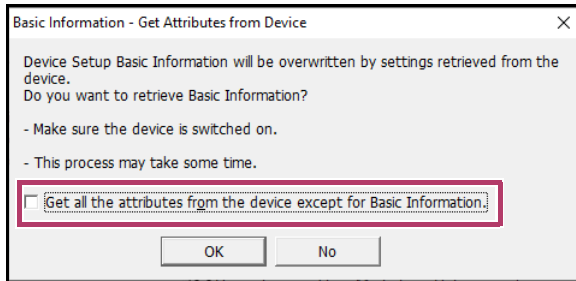 Basic Information - Get Attributes from Device
Device Setup Basic Information will be overwritten by settings retrieved from the
device.
Do you want to retrieve Basic Information?
- Make sure the device is switched on.
- This process may take some time.
Get all the attributes from the device except for Basic Information.
OK No